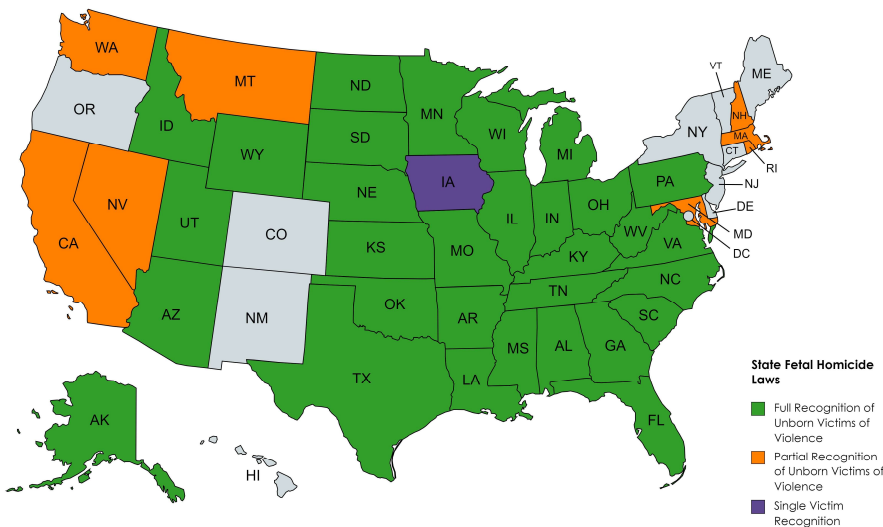 WA
MT
ND
MN
VT
ME
OR
ID
SD
WI
MI
NY
NH
MA
CT
RI
WY
IA
PA
NJ
NE
NV
UT
CO
IL
IN
OH
DE
MD
DC
CA
KS
MO
WV
VA
KY
NC
AZ
NM
OK
AR
TN
SC
MS
AL
GA
TX
LA
FL
AK
HI
State Fetal Homicide
Laws
Full Recognition of
Unborn Victims of
Violence
Partial Recognition
of Unborn Victims of
Violence
Single Victim
Recognition